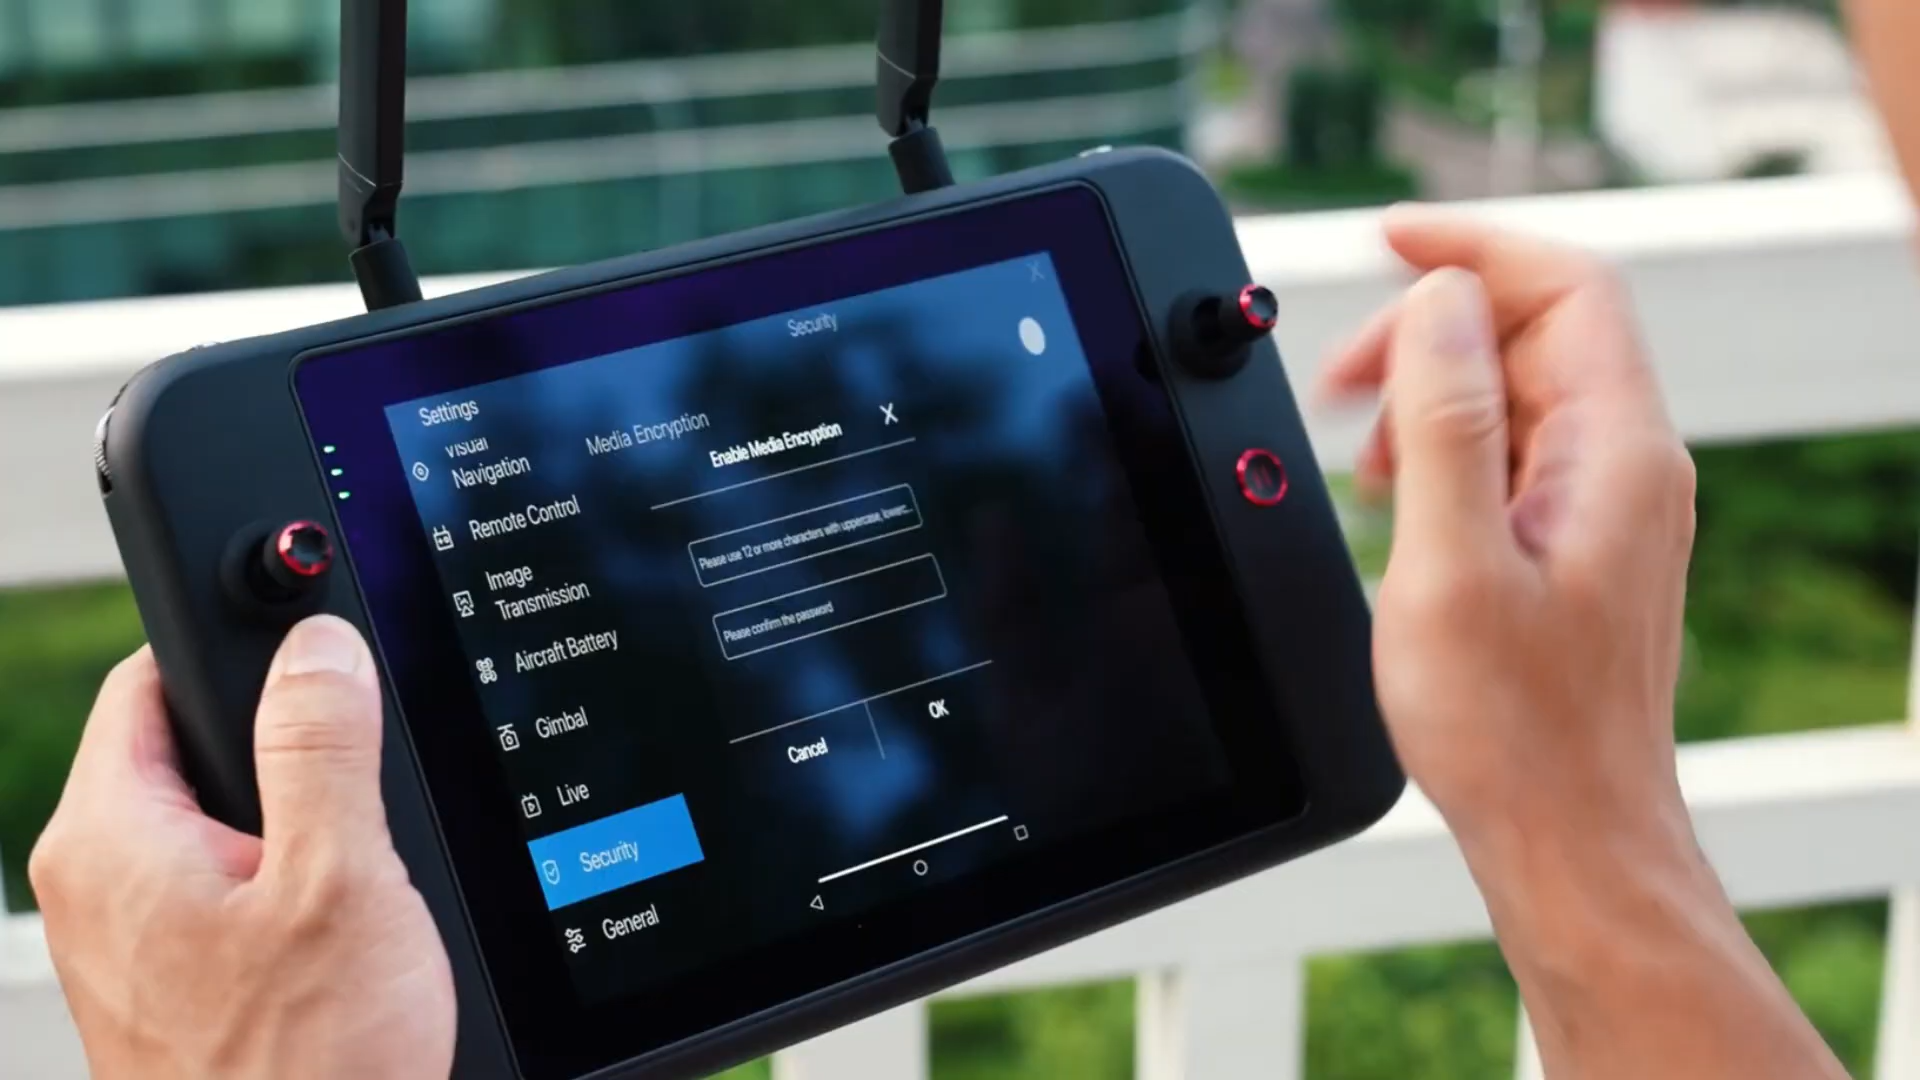 Settings
Security
X
Visual
Navigation
Remote Control
Image
Transmission
Aircraft Battery
Gimbal
Live
Security
General
Media Encryption
Enable Media Encryption
X
Please use 12 or more characters with uppercase, lowerc...
Please confirm the password
Cancel
OK